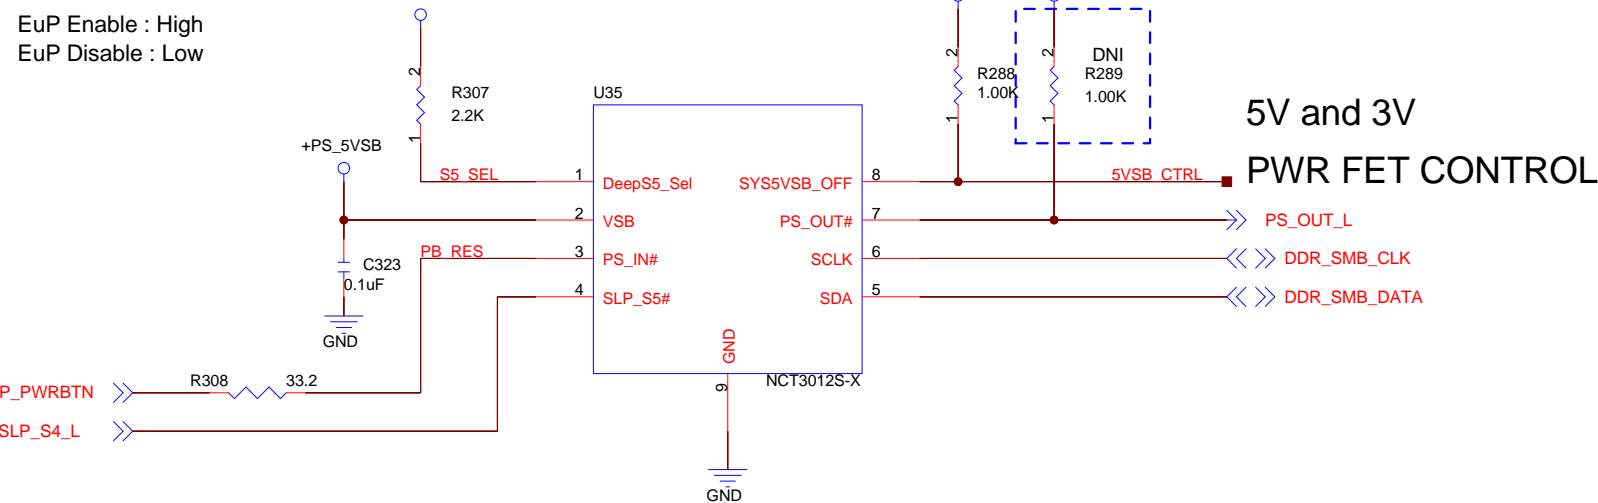 EuP Enable : High
EuP Disable : Low
2
R307
2.2K
1
+PS_5VSB
S5_SEL
C323
0.1uF
GND
PB_RES
P_PWRBTN
R308
33.2
SLP_S4_L
U35
1
DeepS5_Sel
2
VSB
3
PS_IN#
4
SLP_S5#
SYS5VSB_OFF
8
PS_OUT#
7
SCLK
6
SDA
5
GND
9
NCT3012S-X
GND
2
R288
1.00K
1
2
DNI
R289
1.00K
1
5VSB_CTRL
5V and 3V
PWR FET CONTROL
PS_OUT_L
DDR_SMB_CLK
DDR_SMB_DATA